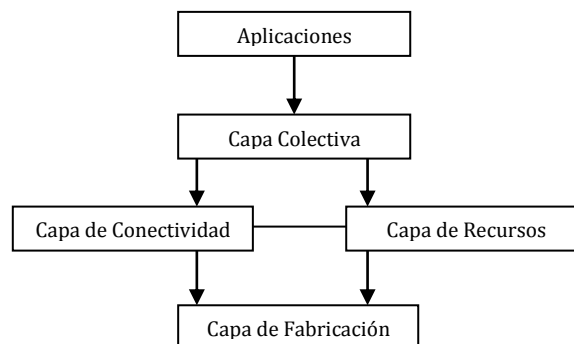 Aplicaciones
Capa Colectiva
Capa de Conectividad
Capa de Recursos
Capa de Fabricación